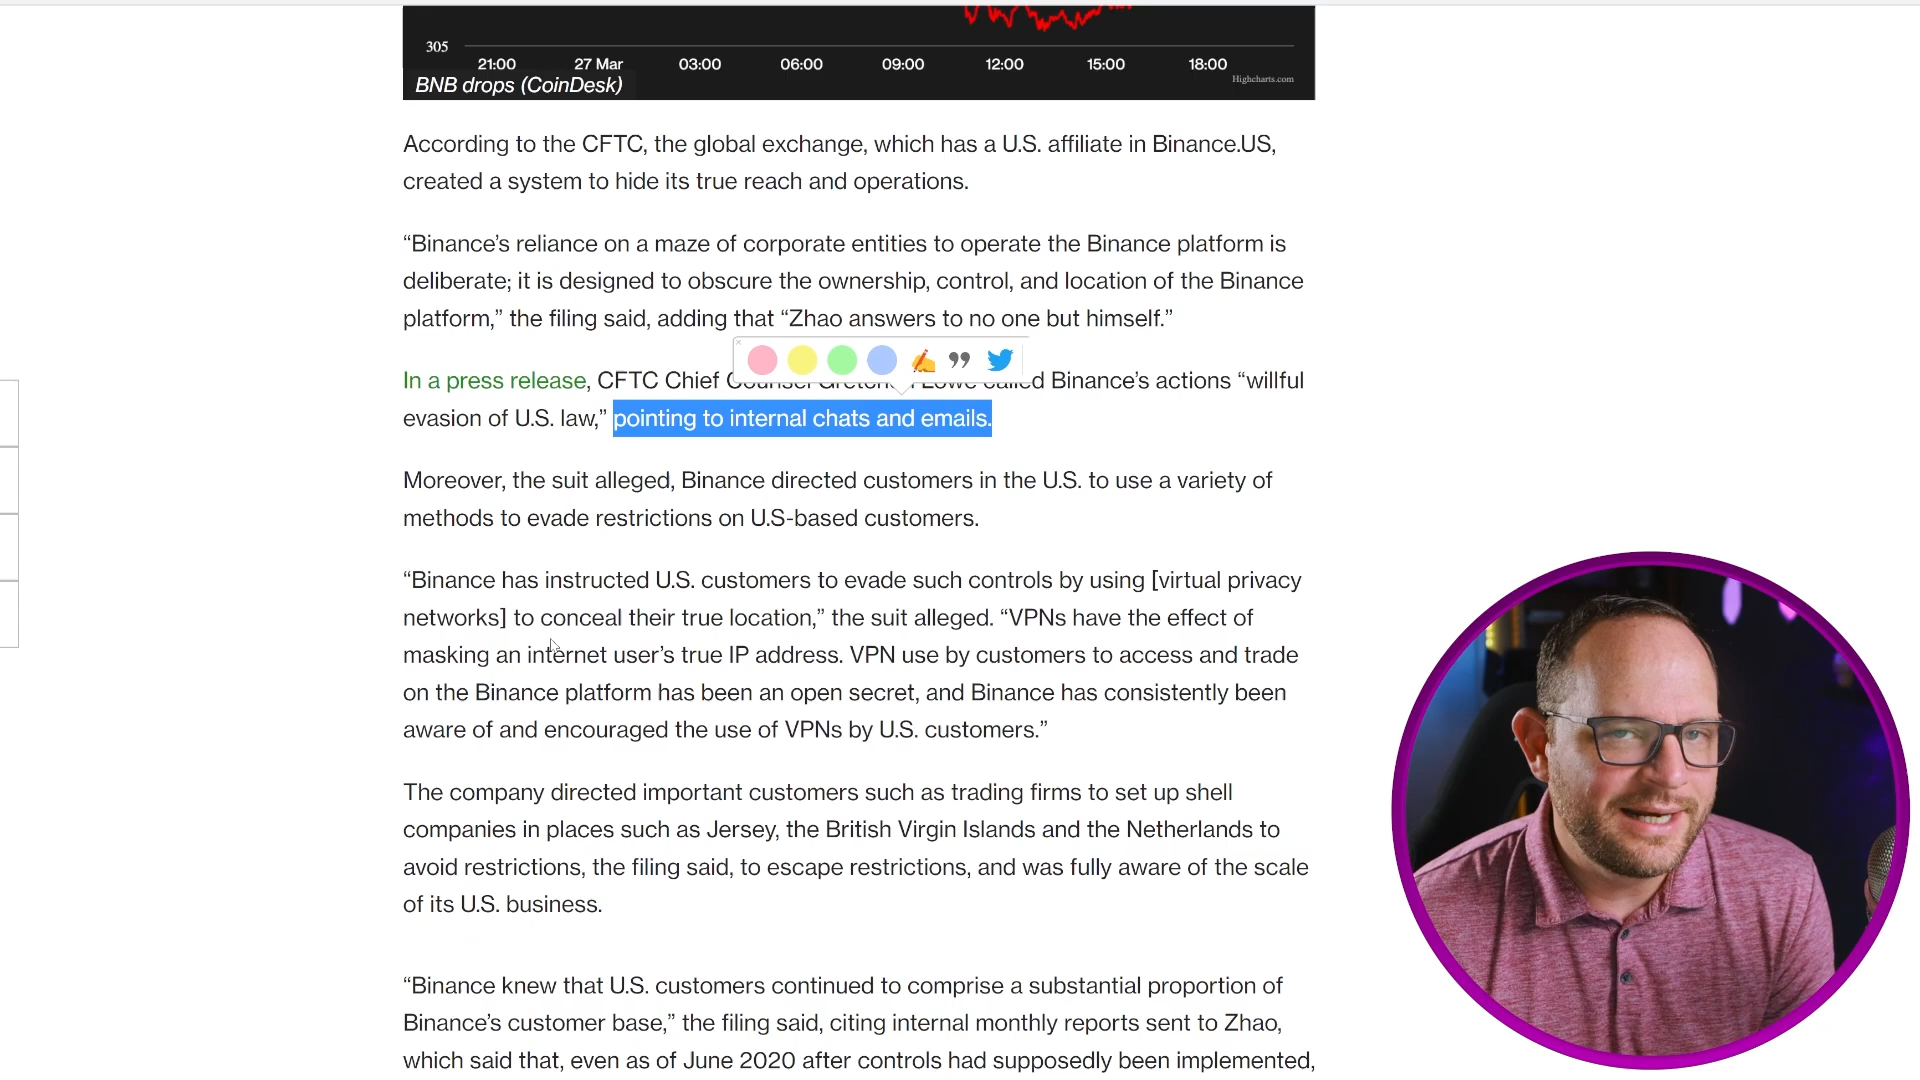 305
21:00 27 Mar 03:00 06:00 09:00 12:00 15:00 18:00
Highcharts.com
BNB drops (CoinDesk)
According to the CFTC, the global exchange, which has a U.S. affiliate in Binance.US,
created a system to hide its true reach and operations.
“Binance’s reliance on a maze of corporate entities to operate the Binance platform is
deliberate; it is designed to obscure the ownership, control, and location of the Binance
platform,” the filing said, adding that “Zhao answers to no one but himself.”
In a press release, CFTC Chief Counsel Gretchen Lowe called Binance’s actions “willful
evasion of U.S. law,” pointing to internal chats and emails.
Moreover, the suit alleged, Binance directed customers in the U.S. to use a variety of
methods to evade restrictions on U.S-based customers.
“Binance has instructed U.S. customers to evade such controls by using [virtual privacy
networks] to conceal their true location,” the suit alleged. “VPNs have the effect of
masking an internet user’s true IP address. VPN use by customers to access and trade
on the Binance platform has been an open secret, and Binance has consistently been
aware of and encouraged the use of VPNs by U.S. customers.”
The company directed important customers such as trading firms to set up shell
companies in places such as Jersey, the British Virgin Islands and the Netherlands to
avoid restrictions, the filing said, to escape restrictions, and was fully aware of the scale
of its U.S. business.
“Binance knew that U.S. customers continued to comprise a substantial proportion of
Binance’s customer base,” the filing said, citing internal monthly reports sent to Zhao,
which said that, even as of June 2020 after controls had supposedly been implemented,